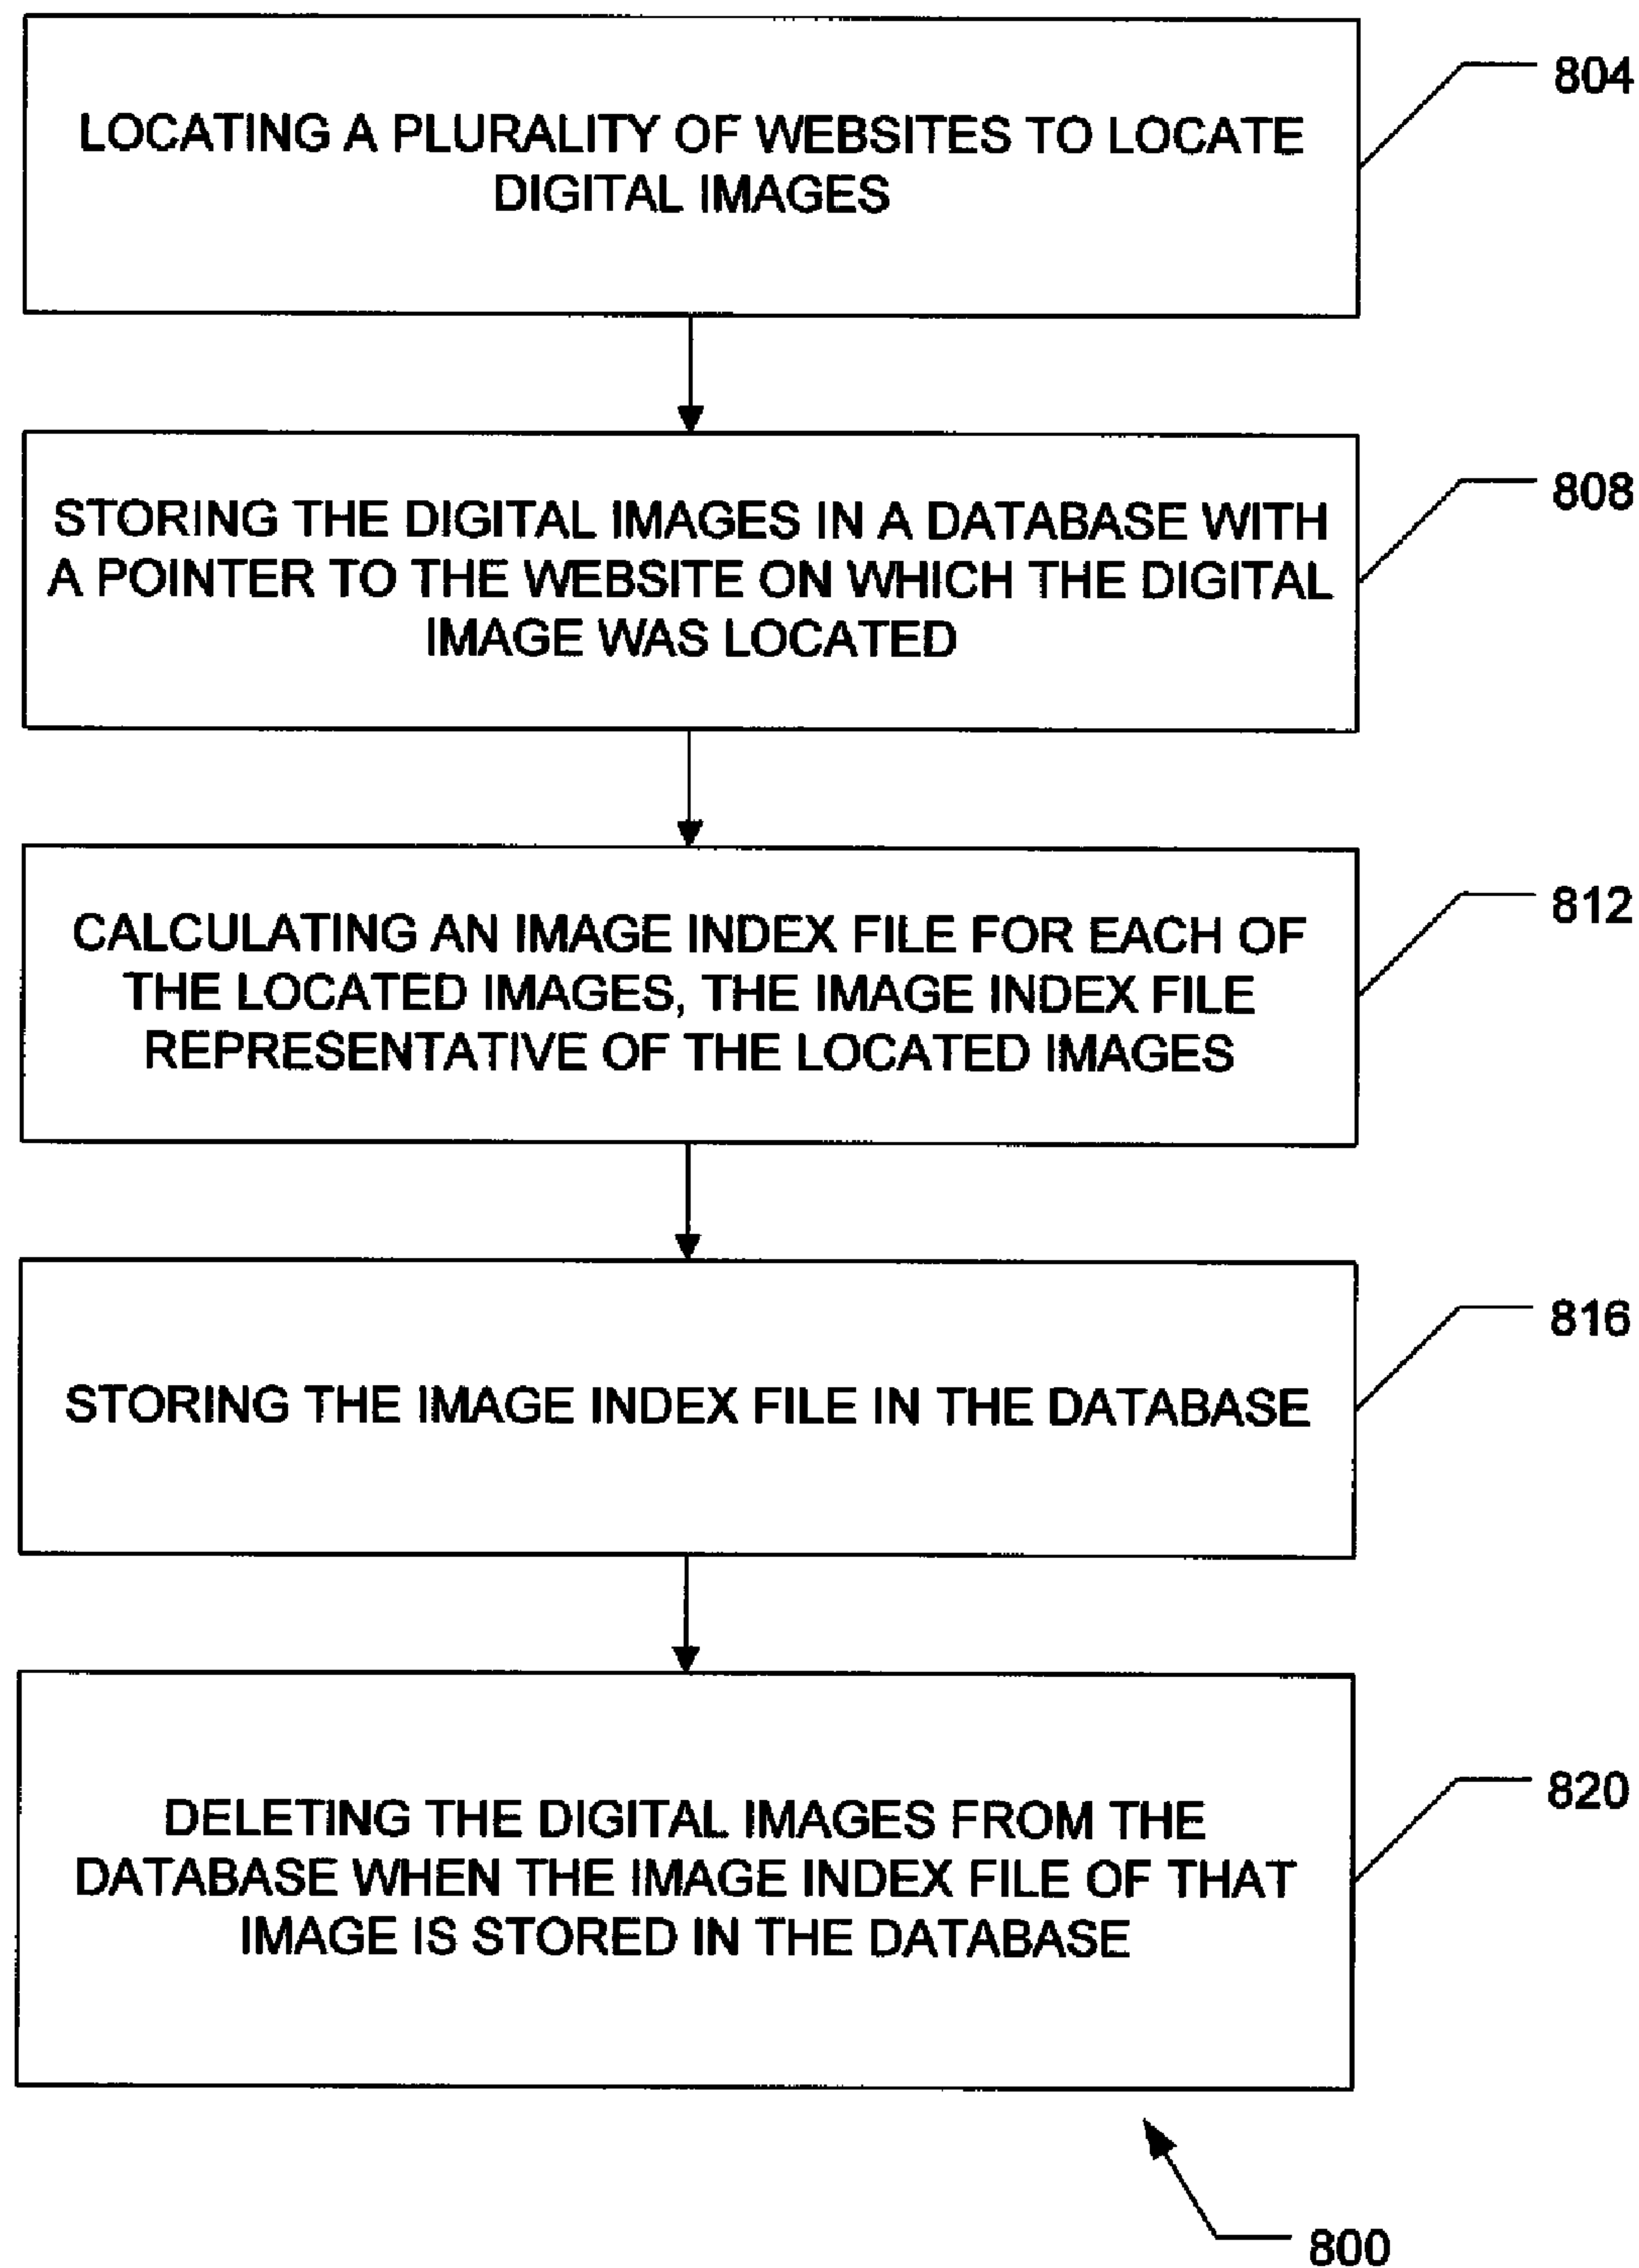 LOCATING A PLURALITY OF WEBSITES TO LOCATE
DIGITAL IMAGES
804
STORING THE DIGITAL IMAGES IN A DATABASE WITH
A POINTER TO THE WEBSITE ON WHICH THE DIGITAL
IMAGE WAS LOCATED
808
CALCULATING AN IMAGE INDEX FILE FOR EACH OF
THE LOCATED IMAGES, THE IMAGE INDEX FILE
REPRESENTATIVE OF THE LOCATED IMAGES
812
STORING THE IMAGE INDEX FILE IN THE DATABASE
816
DELETING THE DIGITAL IMAGES FROM THE
DATABASE WHEN THE IMAGE INDEX FILE OF THAT
IMAGE IS STORED IN THE DATABASE
820
800